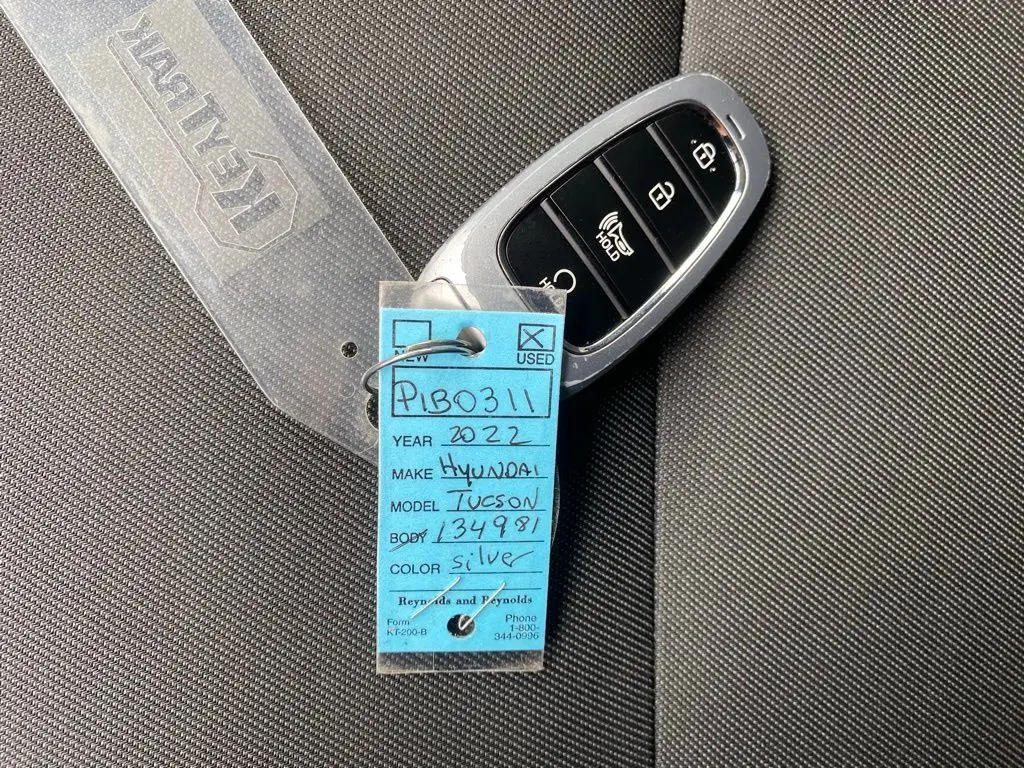 KEYTRAK
HOLD
NEW
USED
P1B0311
YEAR 2022
MAKE HYUNDAI
MODEL TUCSON
BODY 134981
COLOR silver
Reynolds and Reynolds
Form
KT-200-B
Phone
1-800-
344-0996